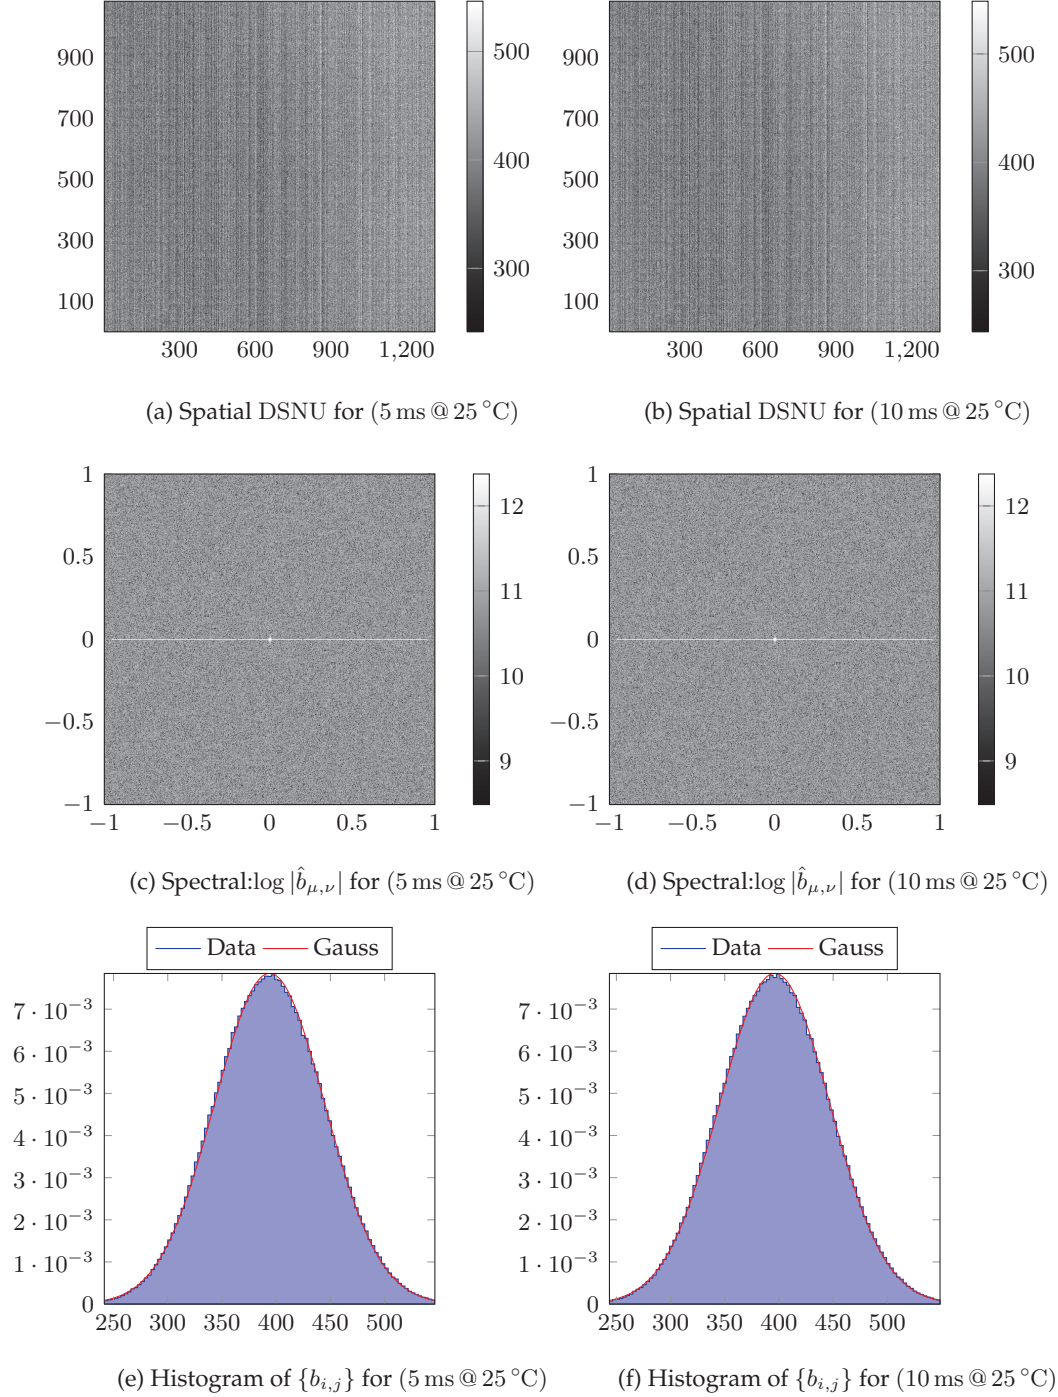 900
700
500
300
100
300 600 900 1,200
500
400
300
(a) Spatial DSNU for (5 ms @ 25 °C)
900
700
500
300
100
300 600 900 1,200
500
400
300
(b) Spatial DSNU for (10 ms @ 25 °C)
1
0.5
0
−0.5
−1
−1 −0.5 0 0.5 1
12
11
10
9
(c) Spectral:log |b̂μ,ν| for (5 ms @ 25 °C)
1
0.5
0
−0.5
−1
−1 −0.5 0 0.5 1
12
11
10
9
(d) Spectral:log |b̂μ,ν| for (10 ms @ 25 °C)
Data Gauss
7 · 10⁻³
6 · 10⁻³
5 · 10⁻³
4 · 10⁻³
3 · 10⁻³
2 · 10⁻³
1 · 10⁻³
0
250 300 350 400 450 500
(e) Histogram of {bi,j} for (5 ms @ 25 °C)
Data Gauss
7 · 10⁻³
6 · 10⁻³
5 · 10⁻³
4 · 10⁻³
3 · 10⁻³
2 · 10⁻³
1 · 10⁻³
0
250 300 350 400 450 500
(f) Histogram of {bi,j} for (10 ms @ 25 °C)